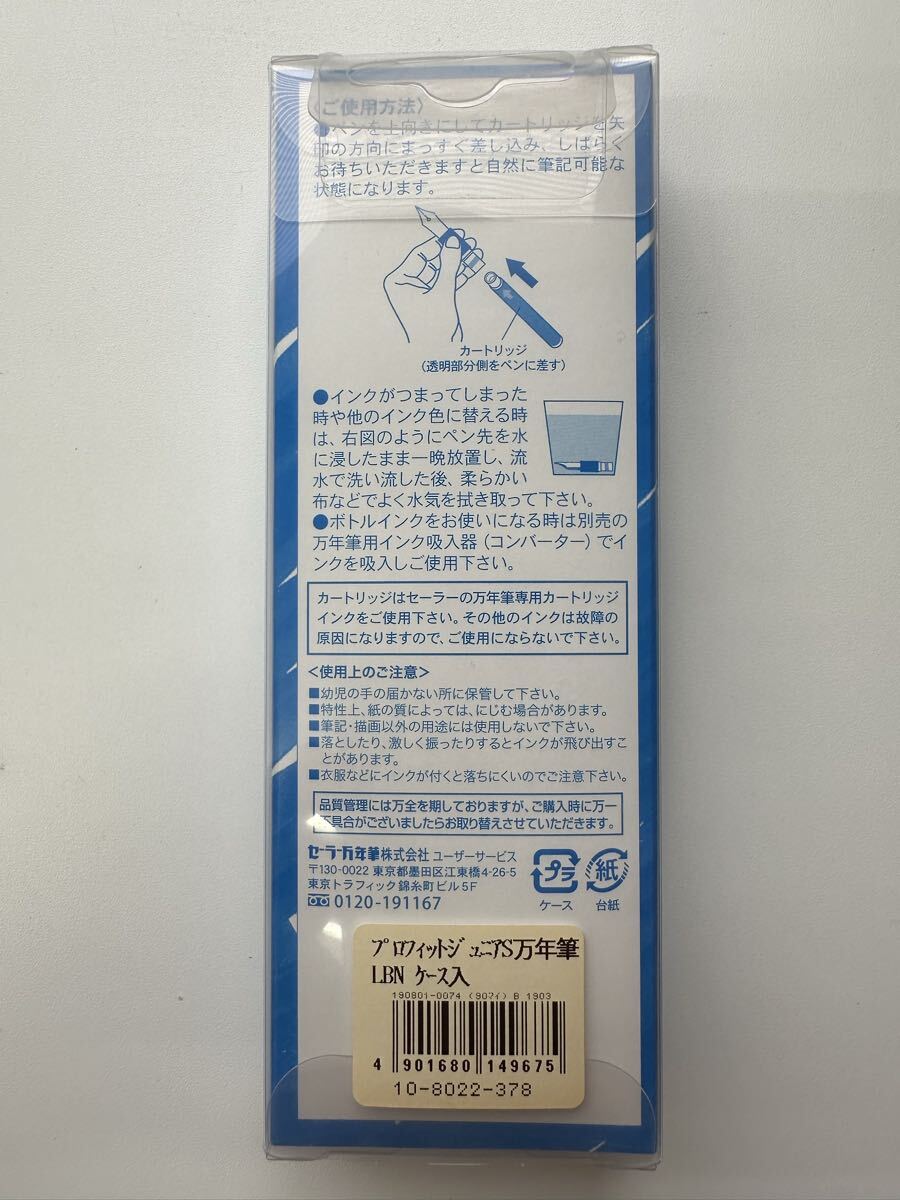 〈ご使用方法〉
●ペンを上向きにしてカートリッジを矢
印の方向にまっすぐ差し込み、しばらく
お待ちいただきますと自然に筆記可能な
状態になります。
カートリッジ
(透明部分側をペンに差す)
●インクがつまってしまった
時や他のインク色に替える時
は、右図のようにペン先を水
に浸したまま一晩放置し、流
水で洗い流した後、柔らかい
布などでよく水気を拭き取って下さい。
●ボトルインクをお使いになる時は別売の
万年筆用インク吸入器(コンバーター)でイ
ンクを吸入しご使用下さい。
カートリッジはセーラーの万年筆専用カートリッジ
インクをご使用下さい。その他のインクは故障の
原因になりますので、ご使用にならないで下さい。
<使用上のご注意>
■幼児の手の届かない所に保管して下さい。
■特性上、紙の質によっては、にじむ場合があります。
■筆記・描画以外の用途には使用しないで下さい。
■落としたり、激しく振ったりするとインクが飛び出すこ
とがあります。
■衣服などにインクが付くと落ちにくいのでご注意下さい。
品質管理には万全を期しておりますが、ご購入時に万一
不具合がございましたらお取り替えさせていただきます。
セーラー万年筆株式会社 ユーザーサービス
〒130-0022 東京都墨田区江東橋4-26-5
東京トラフィック錦糸町ビル5F
0120-191167
プラ
ケース
紙
台紙
プロフィットジュニアS万年筆
LBN ケース入
190801-0074 (90マイ) B 1903
4 901680 149675
10-8022-378